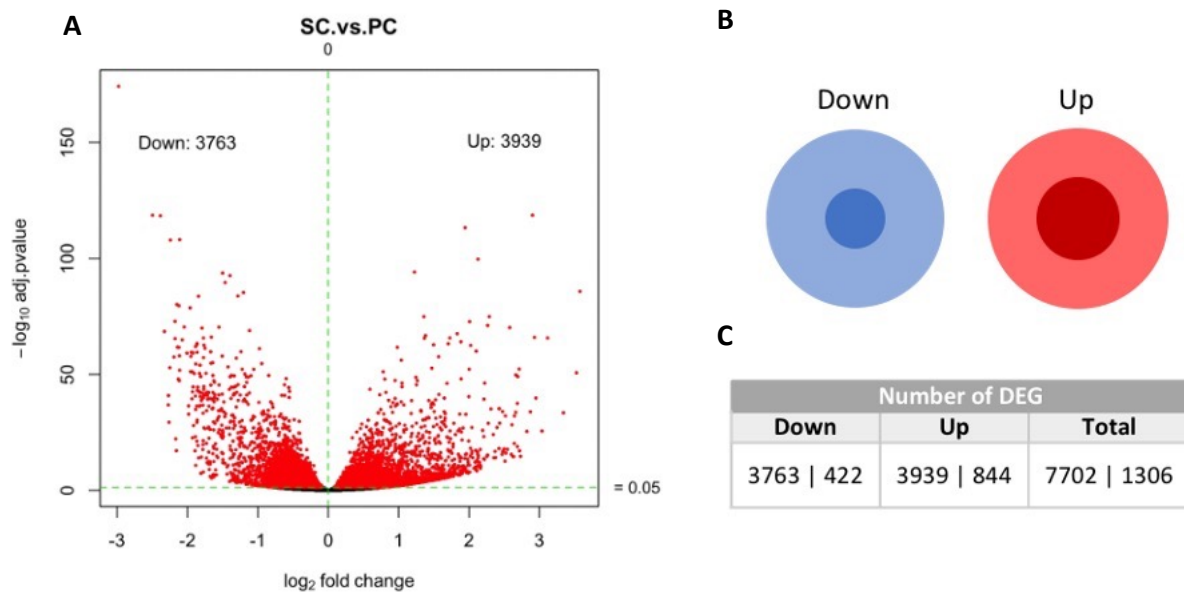 A
SC.vs.PC
0
Down: 3763
Up: 3939
−log10 adj.pvalue
150
100
50
0
= 0.05
-3 -2 -1 0 1 2 3
log2 fold change
B
Down Up
C
Number of DEG
Down Up Total
3763 | 422 3939 | 844 7702 | 1306